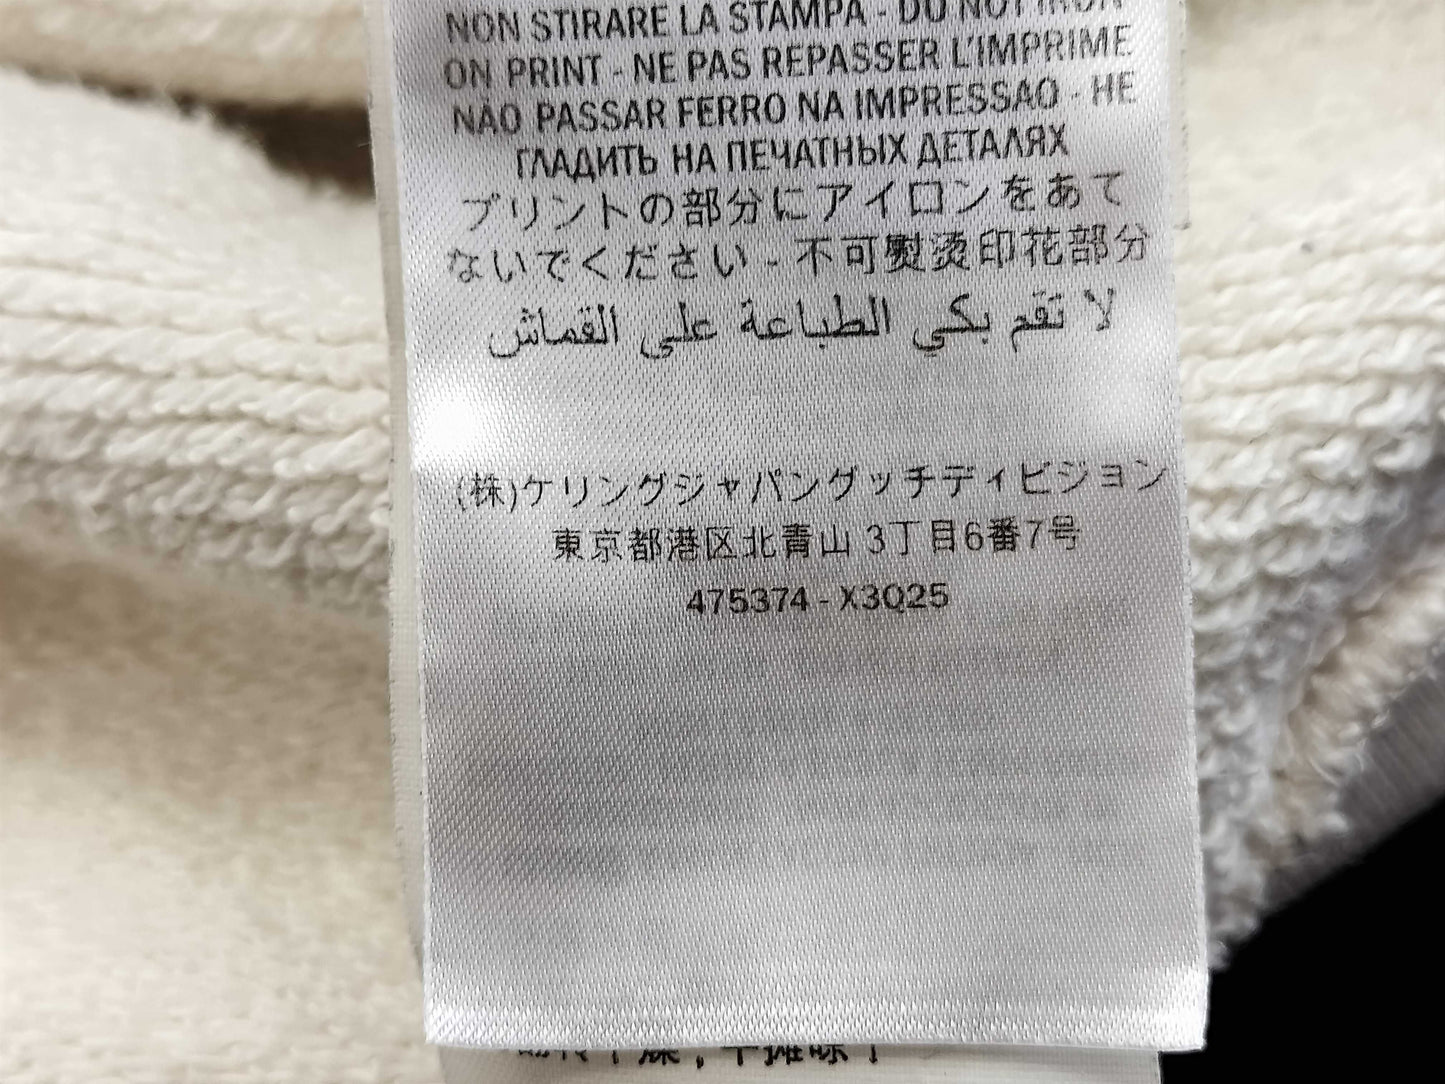 NON STIRARE LA STAMPA - DO NOT IRON
ON PRINT - NE PAS REPASSER L'IMPRIME
NÃO PASSAR FERRO NA IMPRESSAO - НЕ
ГЛАДИТЬ НА ПЕЧАТНЫХ ДЕТАЛЯХ
プリントの部分にアイロンをあて
ないでください - 不可熨烫印花部分
لا تقم بكي الطباعة على القماش
(株)ケリングジャパングッチディビジョン
東京都港区北青山 3丁目6番7号
475374 - X3Q25